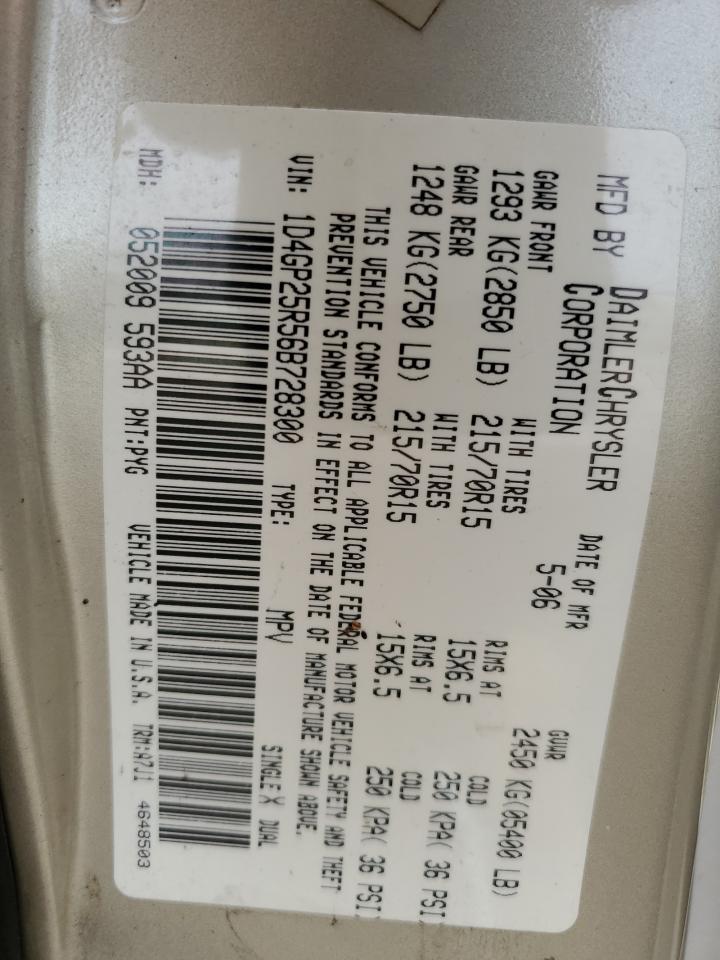 MFD BY DAIMLERCHRYSLER CORPORATION
DATE OF MFR 5-06
GVWR 2450 KG(05400 LB)
GAWR FRONT WITH TIRES RIMS AT COLD
1293 KG(2850 LB) 215/70R15 15X6.5 250 KPA( 36 PSI)
GAWR REAR WITH TIRES RIMS AT COLD
1248 KG(2750 LB) 215/70R15 15X6.5 250 KPA( 36 PSI)
THIS VEHICLE CONFORMS TO ALL APPLICABLE FEDERAL MOTOR VEHICLE SAFETY AND THEFT
PREVENTION STANDARDS IN EFFECT ON THE DATE OF MANUFACTURE SHOWN ABOVE.
VIN: 1D4GP25R56B728300 TYPE: MPV SINGLE X DUAL
MDH: 052009 593AA PNT:PYG VEHICLE MADE IN U.S.A. TRM:A7J1 4648503